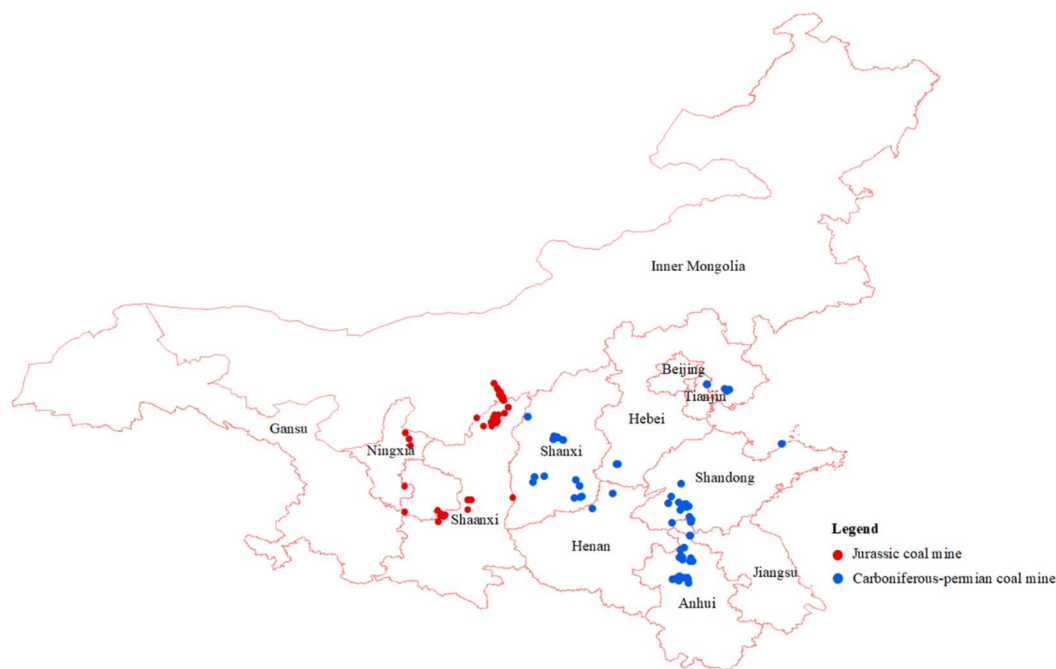 Inner Mongolia
Beijing
Tianjin
Hebei
Gansu
Ningxia
Shanxi
Shandong
Shaanxi
Henan
Jiangsu
Anhui
Legend
Jurassic coal mine
Carboniferous-permian coal mine